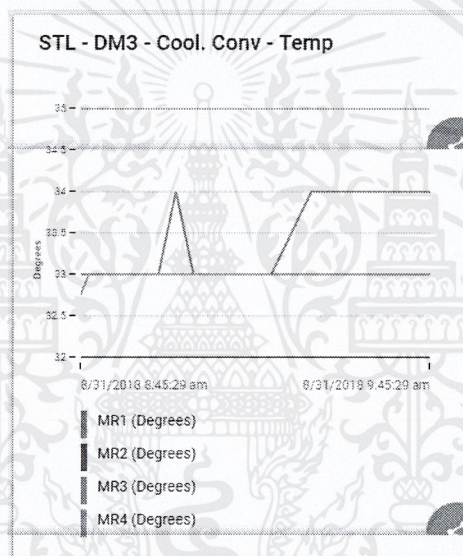 STL - DM3 - Cool. Conv - Temp
35
34.5
34
33.5
33
32.5
32
Degrees
8/31/2018 8:45:29 am
8/31/2018 9:45:29 am
MR1 (Degrees)
MR2 (Degrees)
MR3 (Degrees)
MR4 (Degrees)